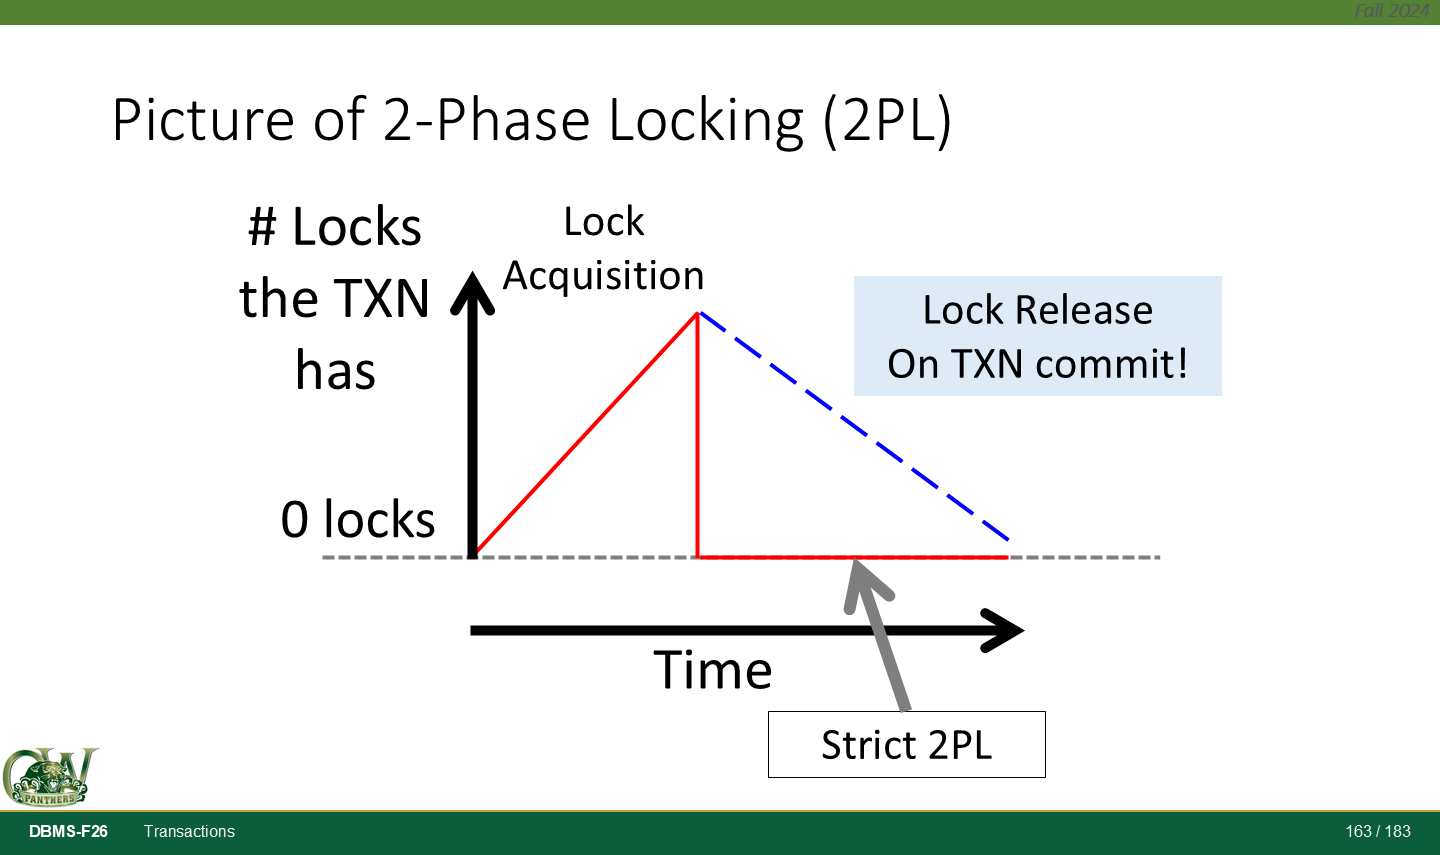 Fall 2024
Picture of 2-Phase Locking (2PL)
# Locks
the TXN
has
Lock
Acquisition
Lock Release
On TXN commit!
0 locks
Time
Strict 2PL
CW
PANTHERS
DBMS-F26 Transactions 163 / 183